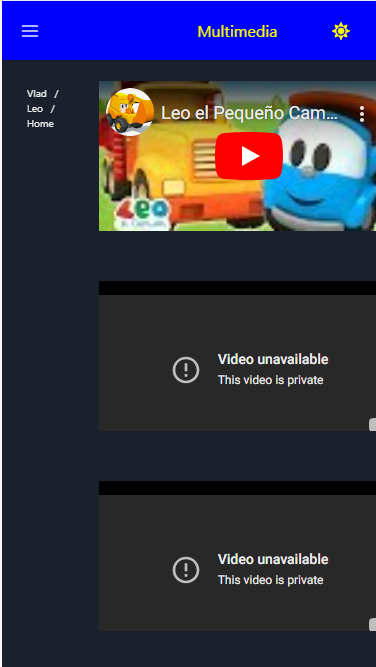 Multimedia
Vlad /
Leo /
Home
Leo el Pequeño Cam...
LEO
Video unavailable
This video is private
Video unavailable
This video is private